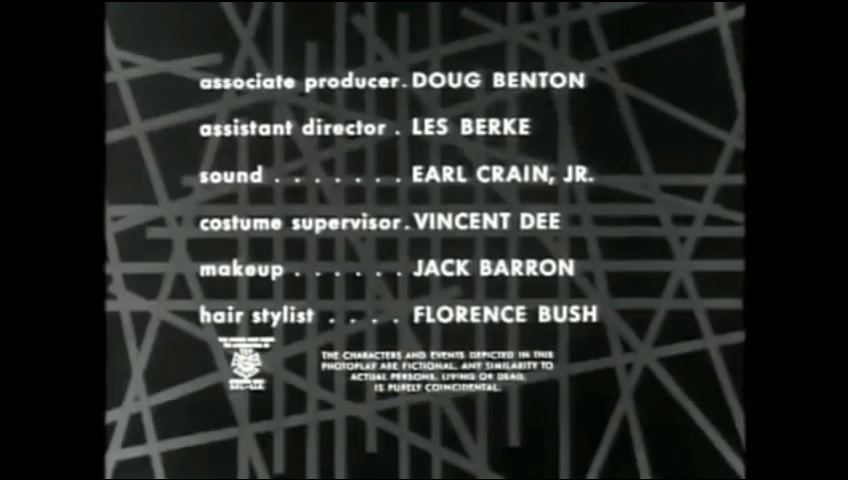 associate producer. DOUG BENTON
assistant director . LES BERKE
sound . . . . . . . EARL CRAIN, JR.
costume supervisor. VINCENT DEE
makeup . . . . . . JACK BARRON
hair stylist . . . . FLORENCE BUSH
THE CHARACTERS AND EVENTS DEPICTED IN THIS
PHOTOPLAY ARE FICTIONAL. ANY SIMILARITY TO
ACTUAL PERSONS, LIVING OR DEAD,
IS PURELY COINCIDENTAL.